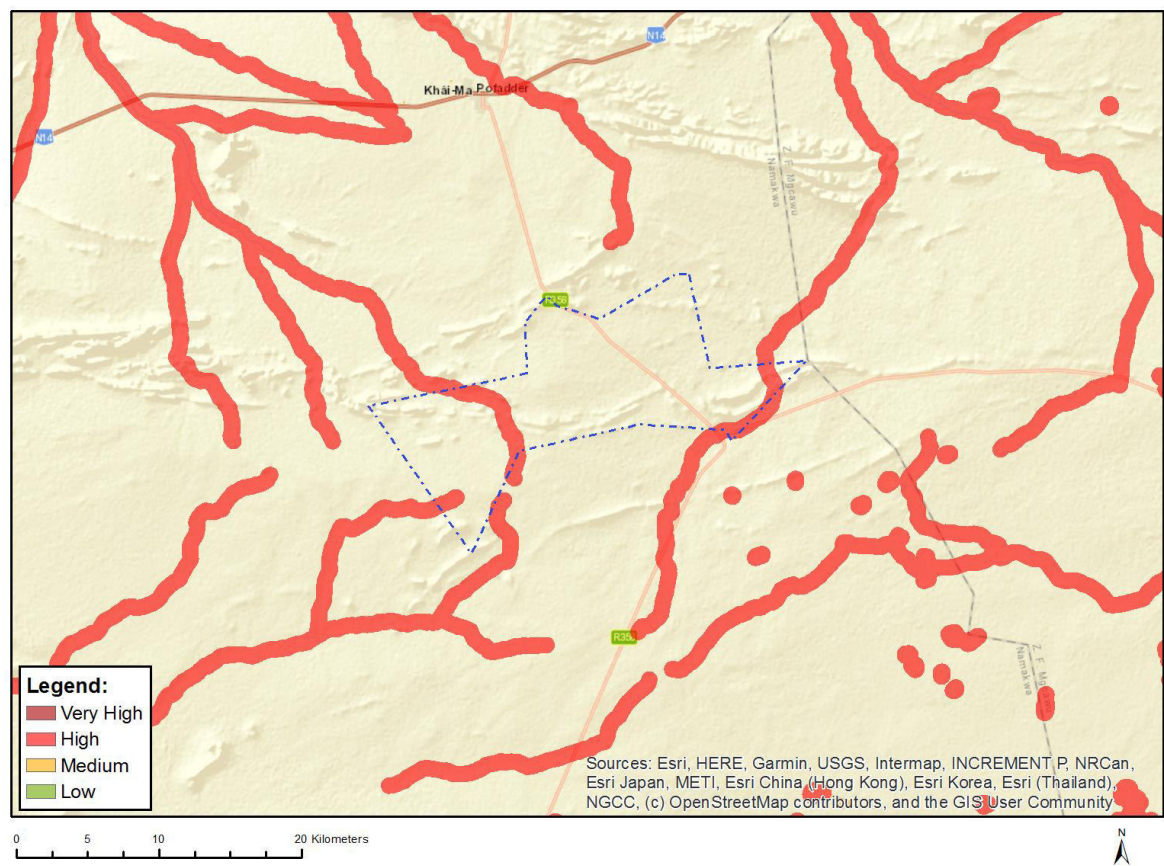 N14
Khâi-Ma Pofadder
N14
Z. F. Mgcawu
Namakwa
R358
R358
Z. F. Mgcawu
Namakwa
Legend:
Very High
High
Medium
Low
Sources: Esri, HERE, Garmin, USGS, Intermap, INCREMENT P, NRCan,
Esri Japan, METI, Esri China (Hong Kong), Esri Korea, Esri (Thailand),
NGCC, (c) OpenStreetMap contributors, and the GIS User Community
0 5 10 20 Kilometers
N